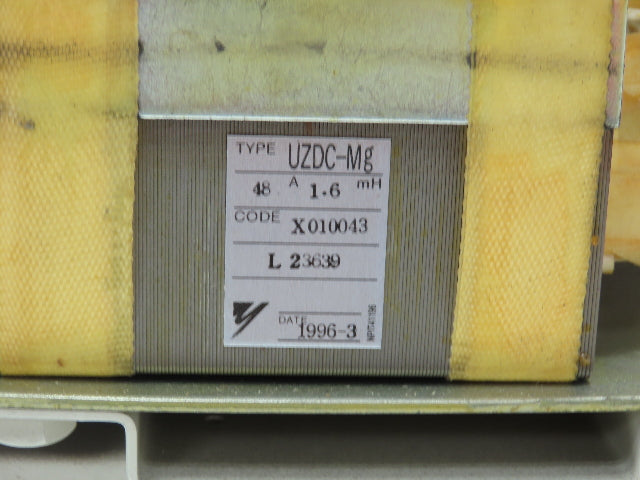 TYPE UZDC-Mg
48 A 1.6 mH
CODE X010043
L 23639
DATE 1996-3